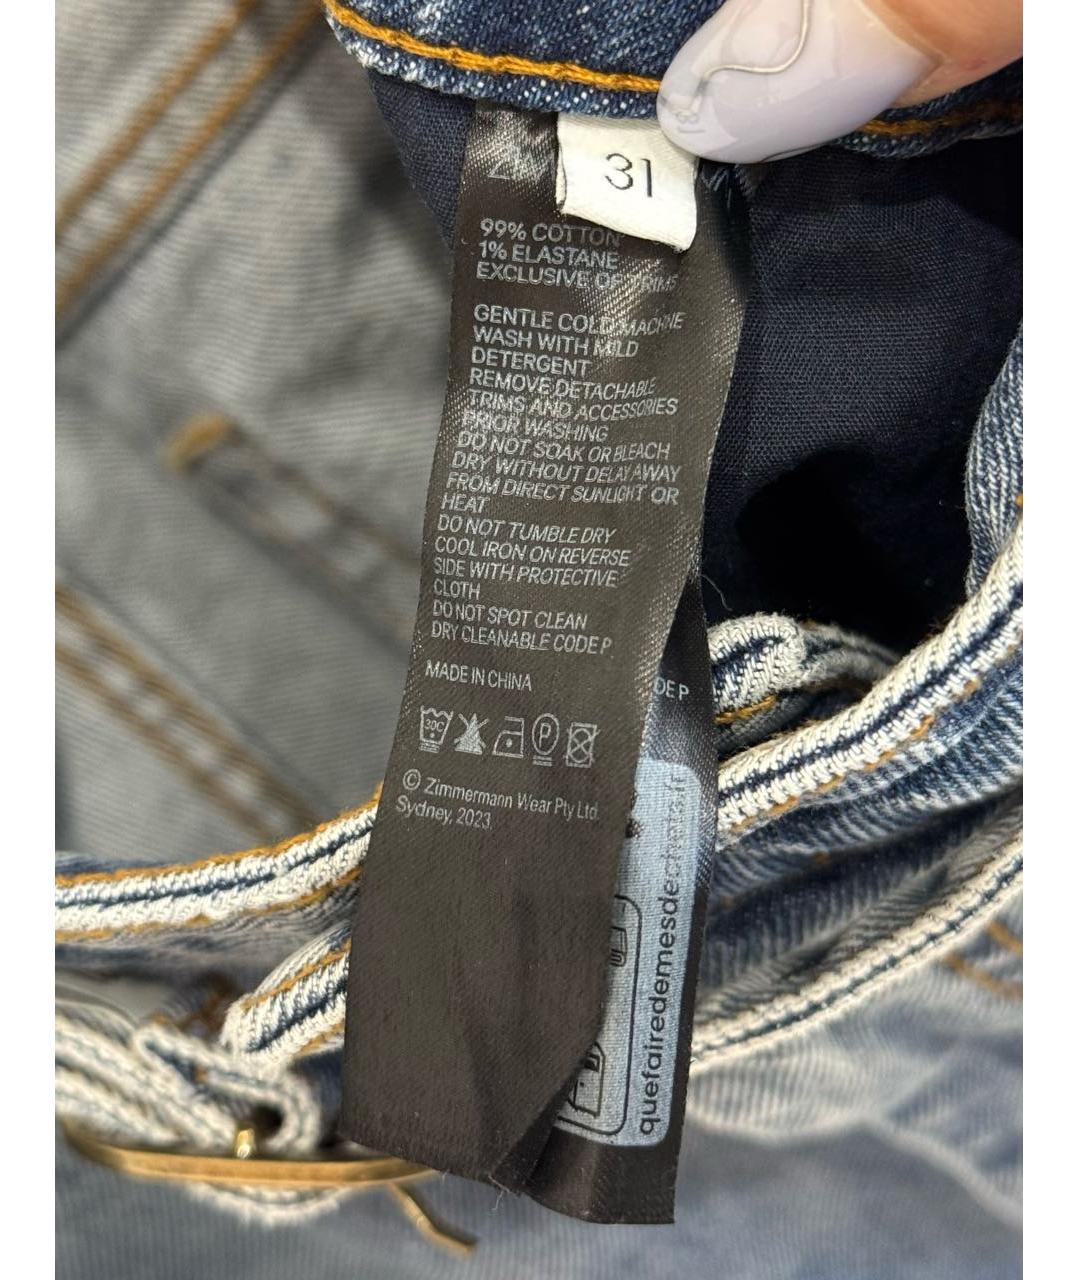 31
99% COTTON
1% ELASTANE
EXCLUSIVE OF TRIMS
GENTLE COLD MACHINE
WASH WITH MILD
DETERGENT
REMOVE DETACHABLE
TRIMS AND ACCESSORIES
PRIOR WASHING
DO NOT SOAK OR BLEACH
DRY WITHOUT DELAY AWAY
FROM DIRECT SUNLIGHT OR
HEAT
DO NOT TUMBLE DRY
COOL IRON ON REVERSE
SIDE WITH PROTECTIVE
CLOTH
DO NOT SPOT CLEAN
DRY CLEANABLE CODE P
MADE IN CHINA
DE P
30C
P
© Zimmermann Wear Pty Ltd.
Sydney, 2023.
quefairedemesdechets.fr